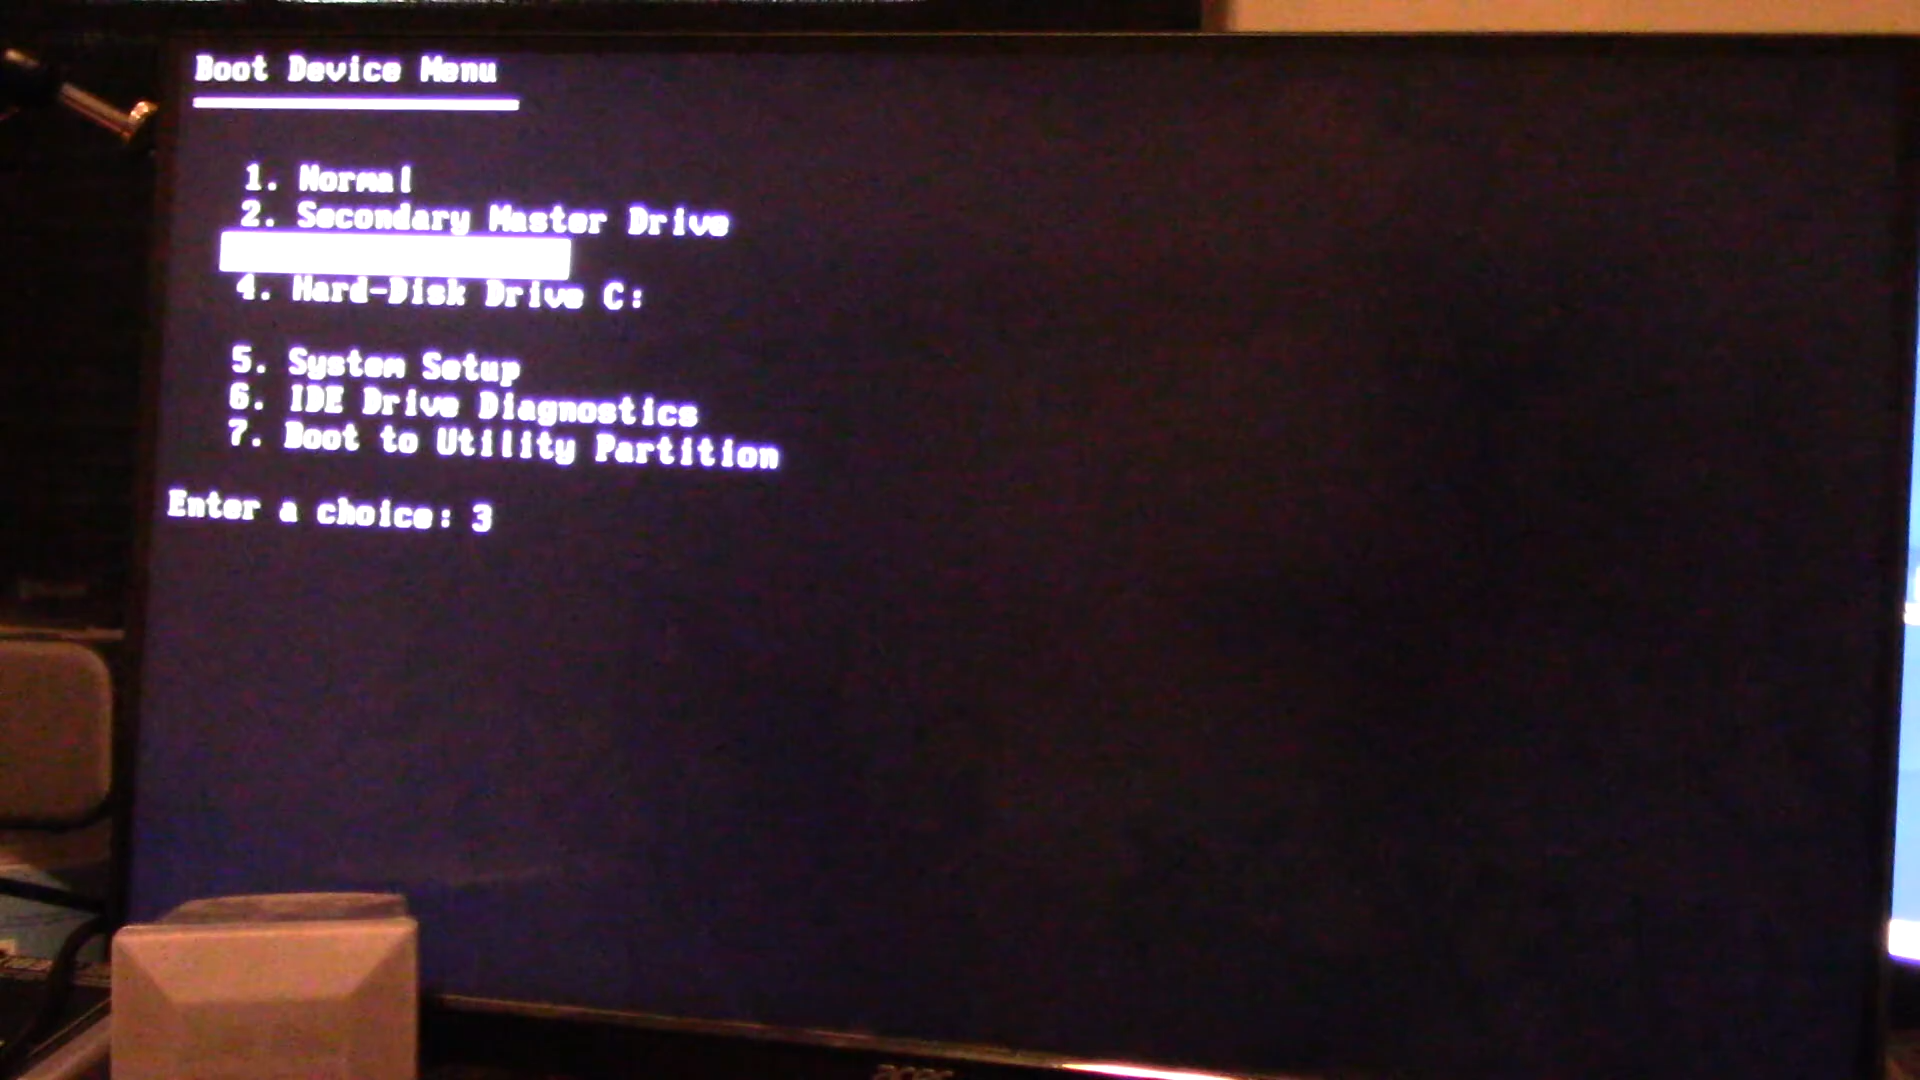 Boot Device Menu
1. Normal
2. Secondary Master Drive
4. Hard-Disk Drive C:
5. System Setup
6. IDE Drive Diagnostics
7. Boot to Utility Partition
Enter a choice: 3
acer